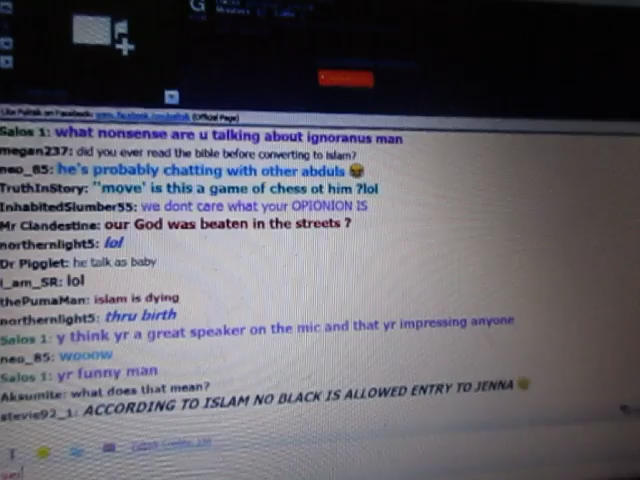 G
Like Paltalk on Facebook: www.facebook.com/paltalk (Official Page)
Salos 1: what nonsense are u talking about ignoranus man
megan237: did you ever read the bible before converting to Islam?
neo_85: he's probably chatting with other abduls
TruthInStory: "move' is this a game of chess ot him ?lol
InhabitedSlumber55: we dont care what your OPIONION IS
Mr Clandestine: our God was beaten in the streets ?
northernlight5: lol
Dr Pigglet: he talk as baby
I_am_SR: lol
thePumaMan: islam is dying
northernlight5: thru birth
Salos 1: y think yr a great speaker on the mic and that yr impressing anyone
neo_85: wooow
Salos 1: yr funny man
Aksumite: what does that mean?
stevie92_1: ACCORDING TO ISLAM NO BLACK IS ALLOWED ENTRY TO JENNA